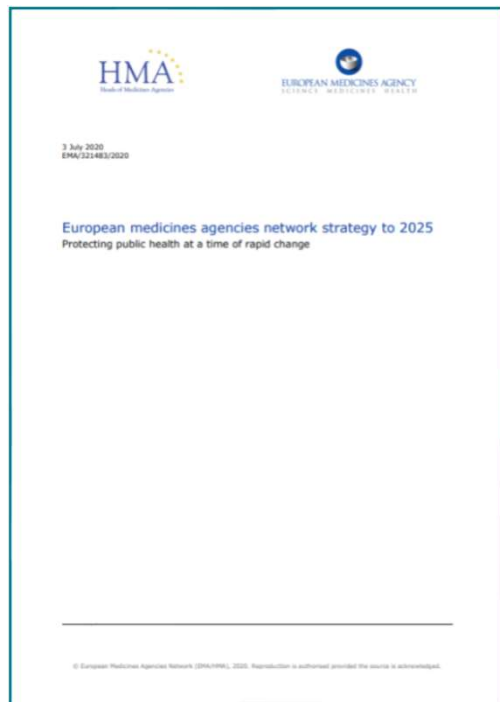 HMA
Heads of Medicines Agencies
EUROPEAN MEDICINES AGENCY
SCIENCE MEDICINES HEALTH
3 July 2020
EMA/321483/2020
European medicines agencies network strategy to 2025
Protecting public health at a time of rapid change
© European Medicines Agencies Network (EMA/HMA), 2020. Reproduction is authorised provided the source is acknowledged.